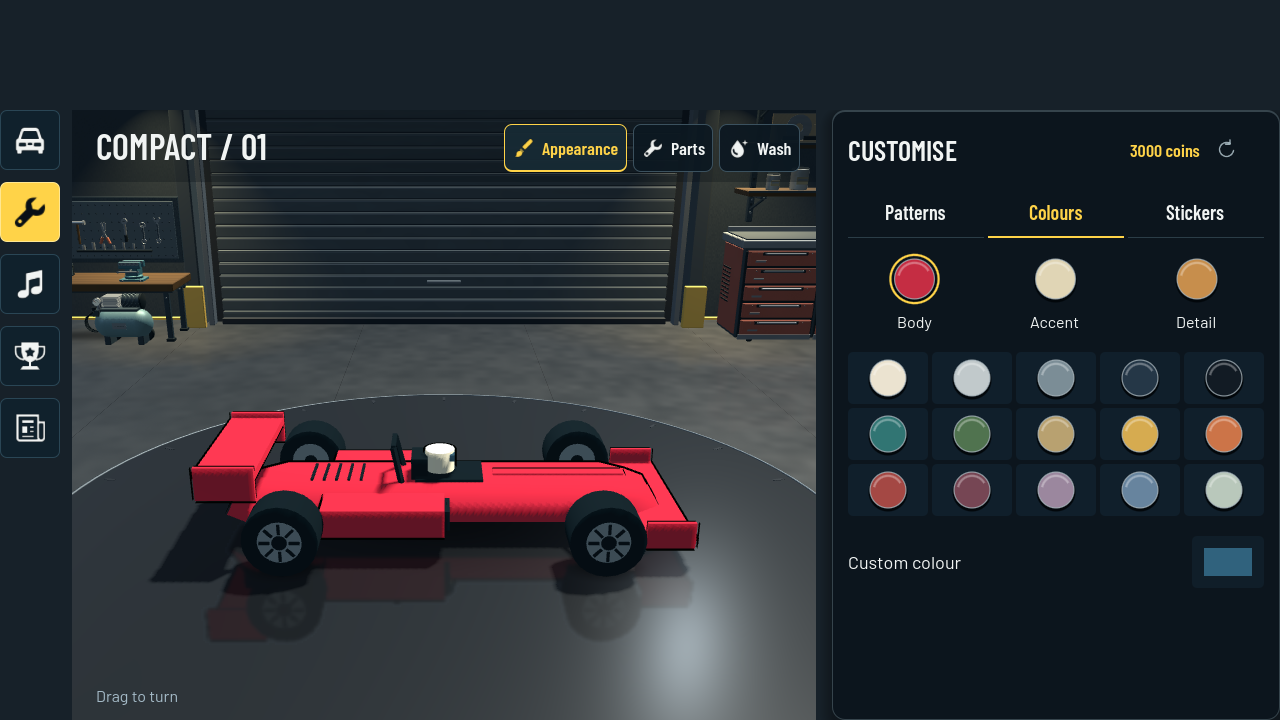 COMPACT / 01
Appearance
Parts
Wash
CUSTOMISE
3000 coins
Patterns
Colours
Stickers
Body
Accent
Detail
Custom colour
Drag to turn